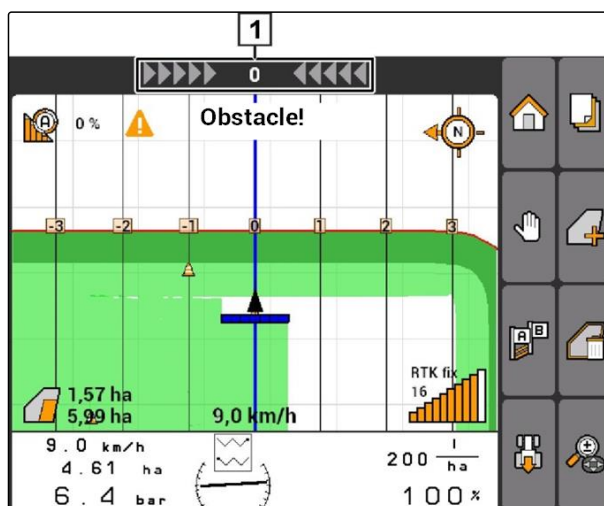 1
0
A 0 %
Obstacle!
N
-3 -2 -1 0 1 2 3
A B
RTK fix
16
1,57 ha
5,99 ha
9,0 km/h
9.0 km/h
4.61 ha
6.4 bar
200 l/ha
100%